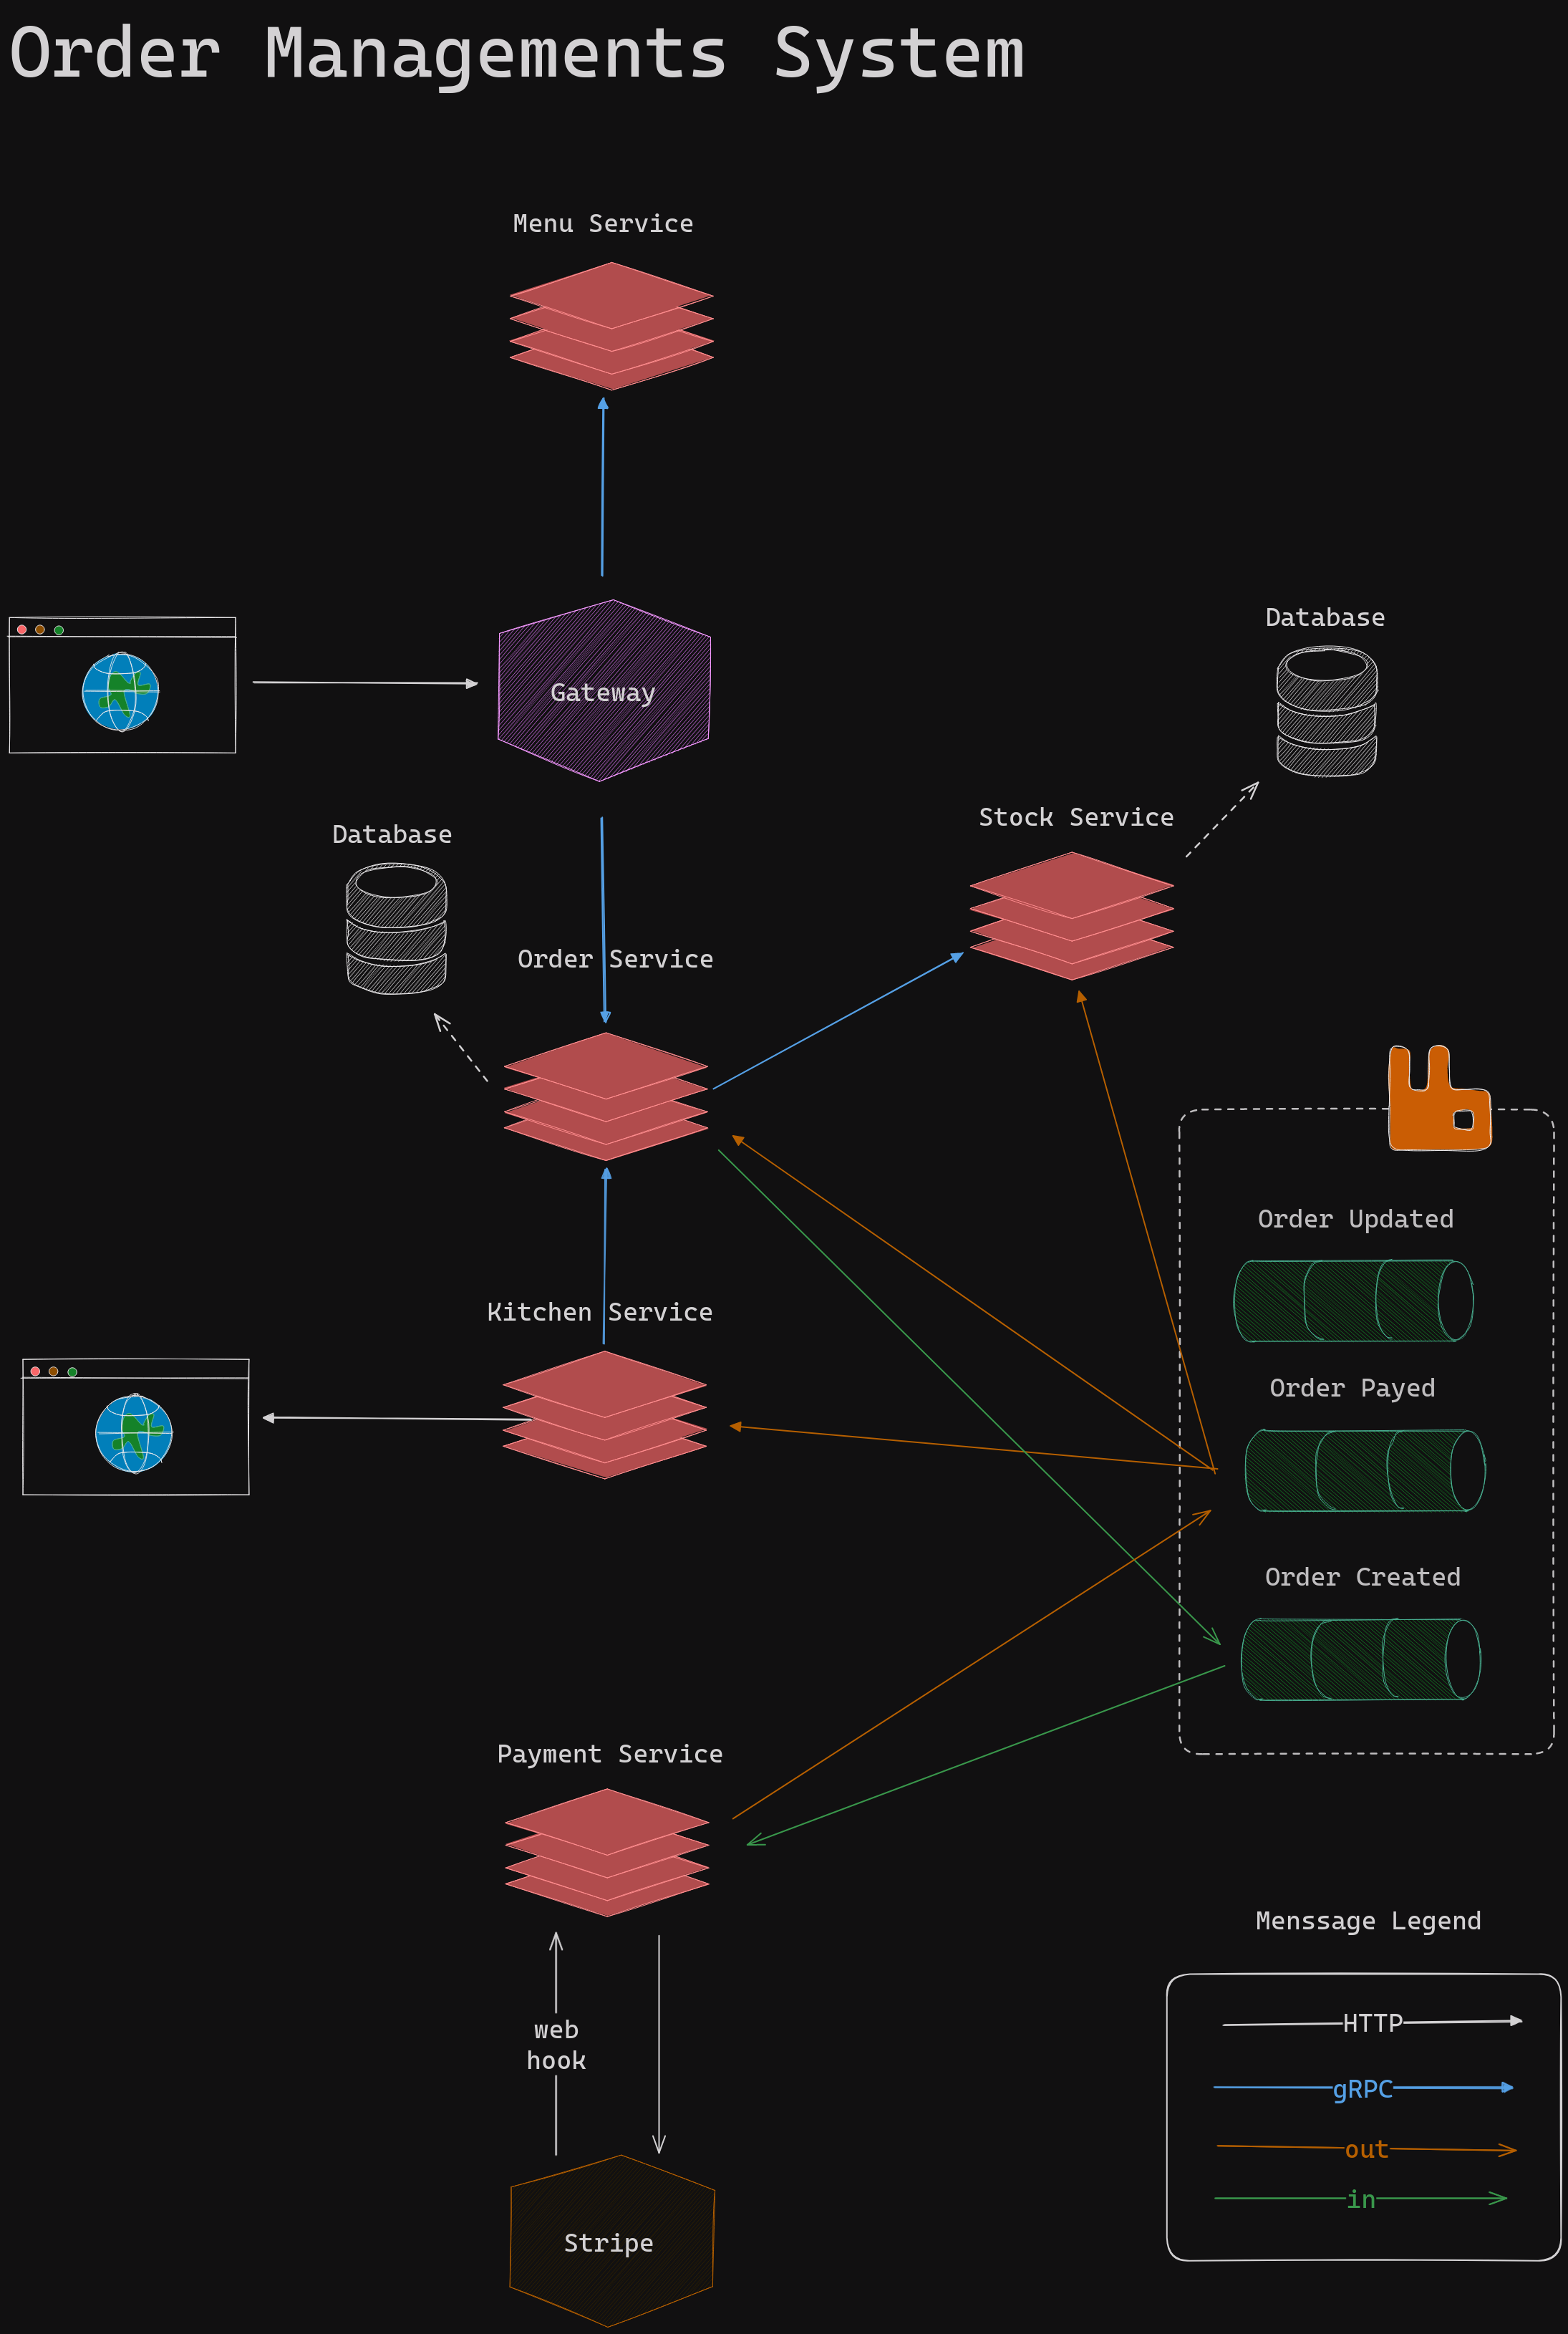 Order Managements System
Menu Service
Gateway
Database
Stock Service
Database
Order Service
Order Updated
Kitchen Service
Order Payed
Order Created
Payment Service
Menssage Legend
HTTP
web
hook
gRPC
out
in
Stripe